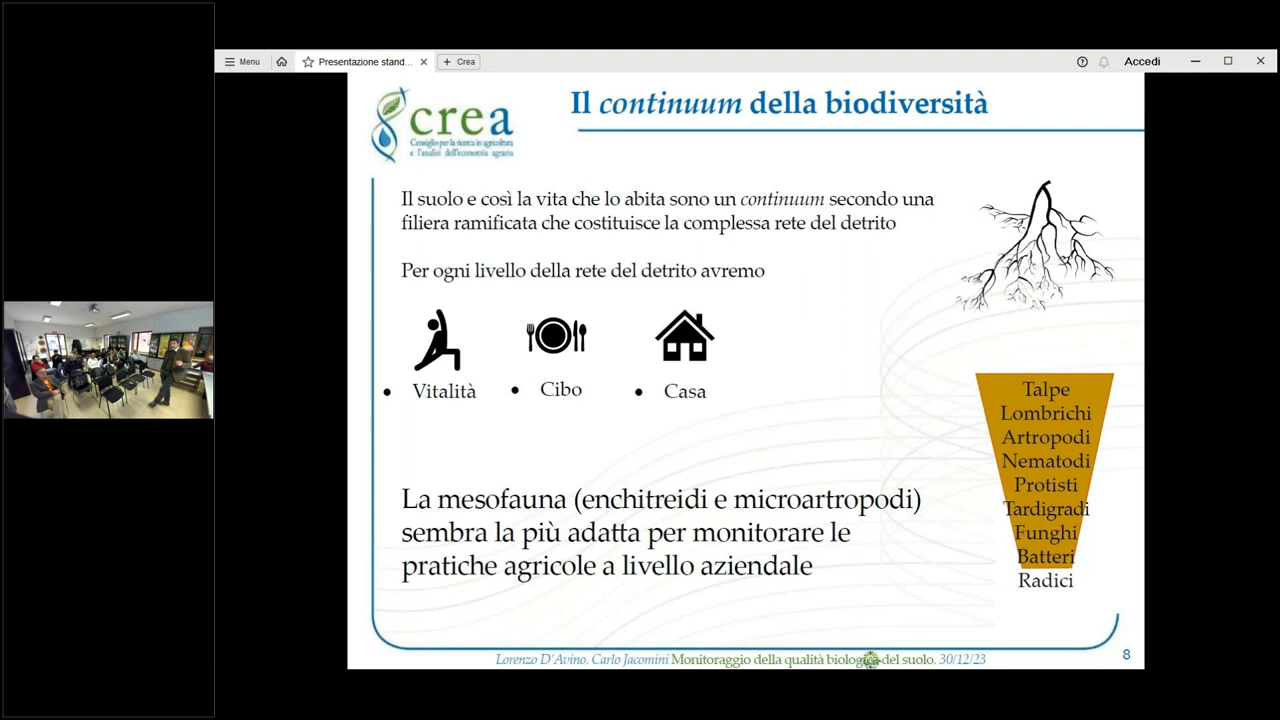 Menu
Presentazione stand...
Crea
Accedi
crea
Consiglio per la ricerca in agricoltura
e l'analisi dell'economia agraria
Il continuum della biodiversità
Il suolo e così la vita che lo abita sono un continuum secondo una
filiera ramificata che costituisce la complessa rete del detrito
Per ogni livello della rete del detrito avremo
• Vitalità
• Cibo
• Casa
Talpe
Lombrichi
Artropodi
Nematodi
Protisti
Tardigradi
Funghi
Batteri
Radici
La mesofauna (enchitreidi e microartropodi)
sembra la più adatta per monitorare le
pratiche agricole a livello aziendale
Lorenzo D'Avino, Carlo Jacomini Monitoraggio della qualità biologica del suolo, 30/12/23
8